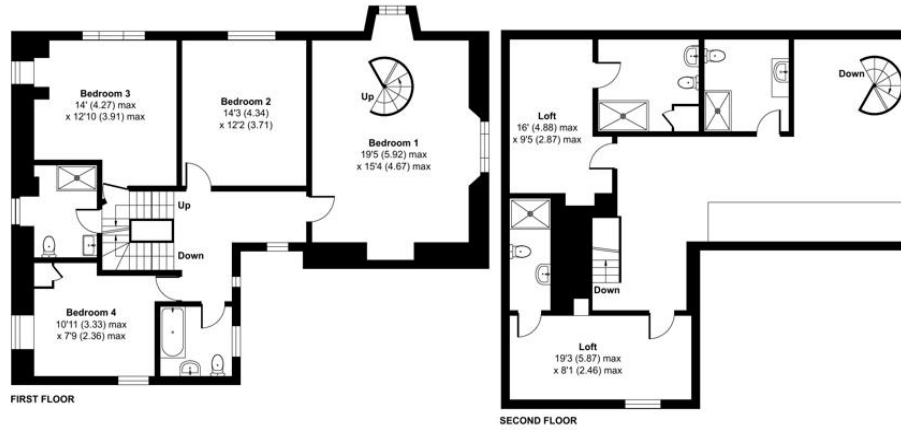 Bedroom 3
14' (4.27) max
x 12'10 (3.91) max
Bedroom 2
14'3 (4.34)
x 12'2 (3.71)
Up
Bedroom 1
19'5 (5.92) max
x 15'4 (4.67) max
Up
Down
Bedroom 4
10'11 (3.33) max
x 7'9 (2.36) max
FIRST FLOOR
Down
Loft
16' (4.88) max
x 9'5 (2.87) max
Down
Loft
19'3 (5.87) max
x 8'1 (2.46) max
SECOND FLOOR